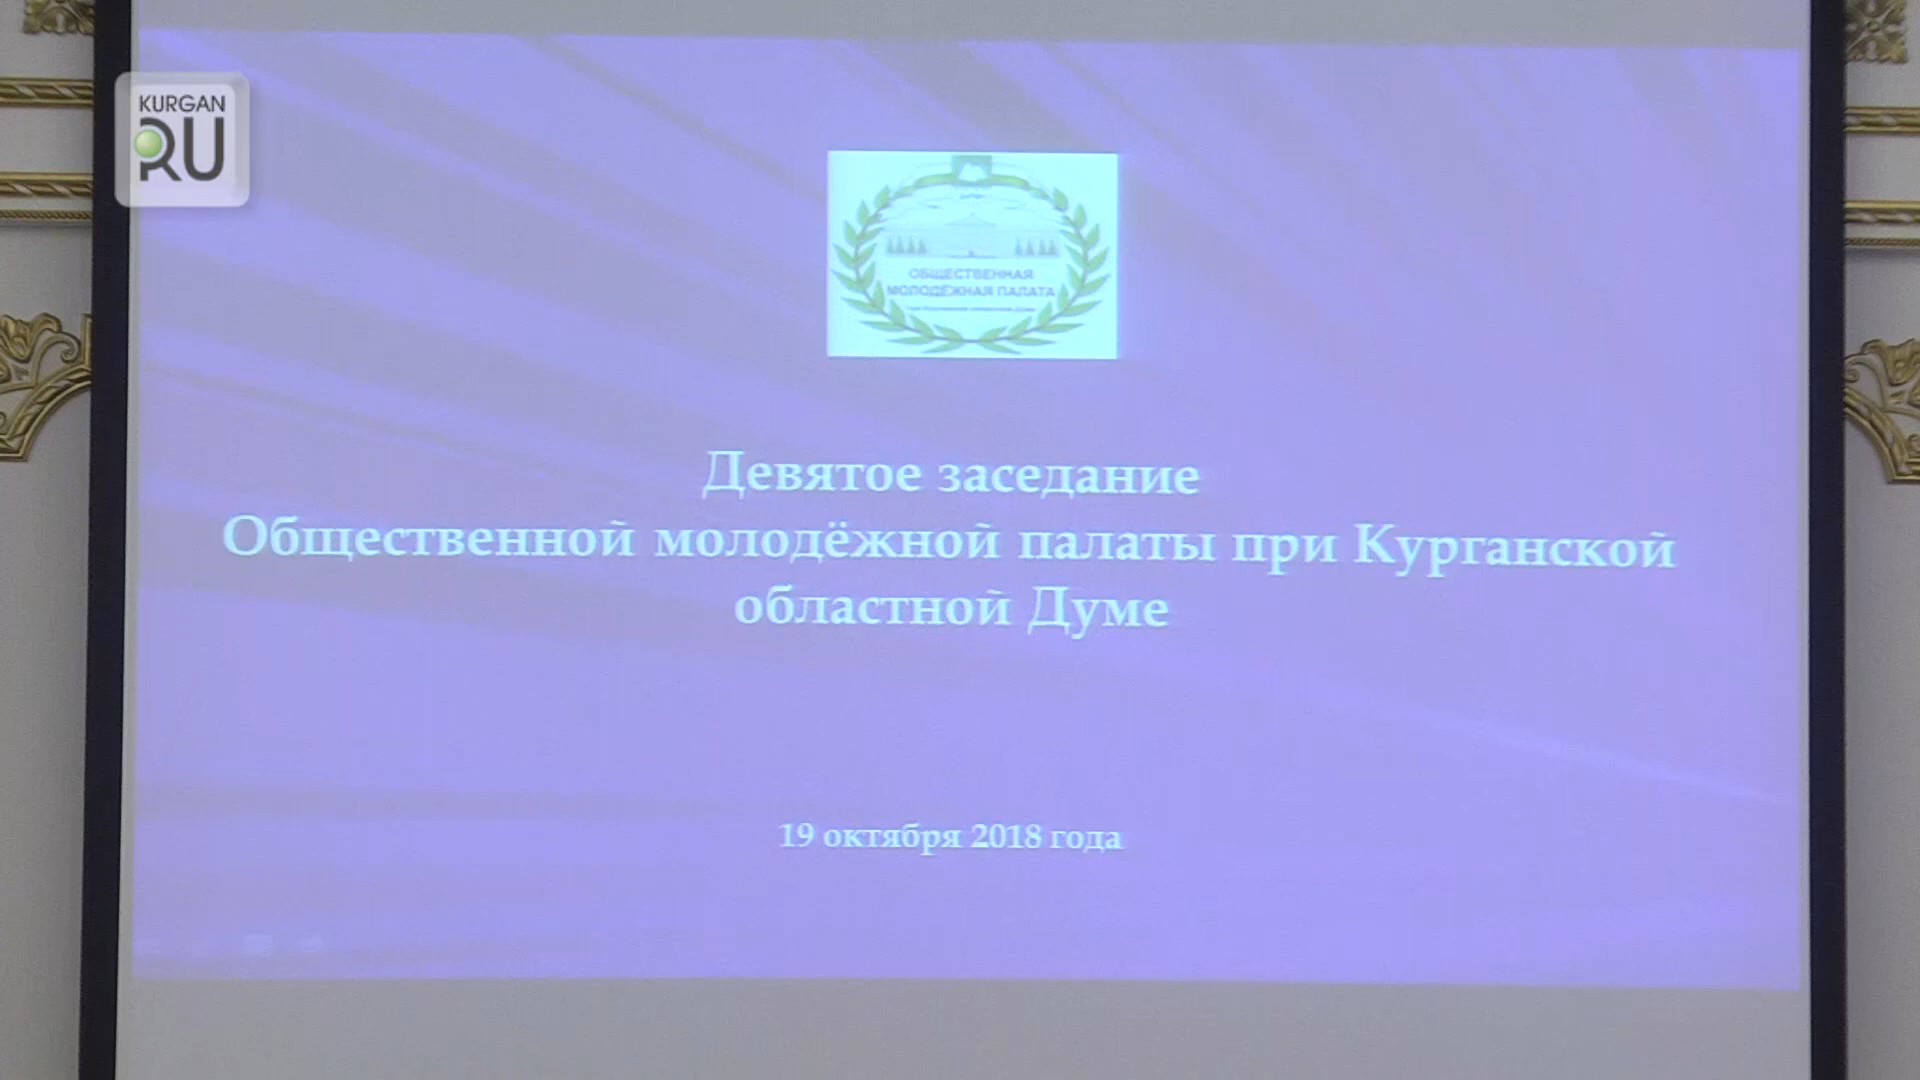 KURGAN
RU
ОБЩЕСТВЕННАЯ
МОЛОДЁЖНАЯ ПАЛАТА
Девятое заседание
Общественной молодёжной палаты при Курганской
областной Думе
19 октября 2018 года